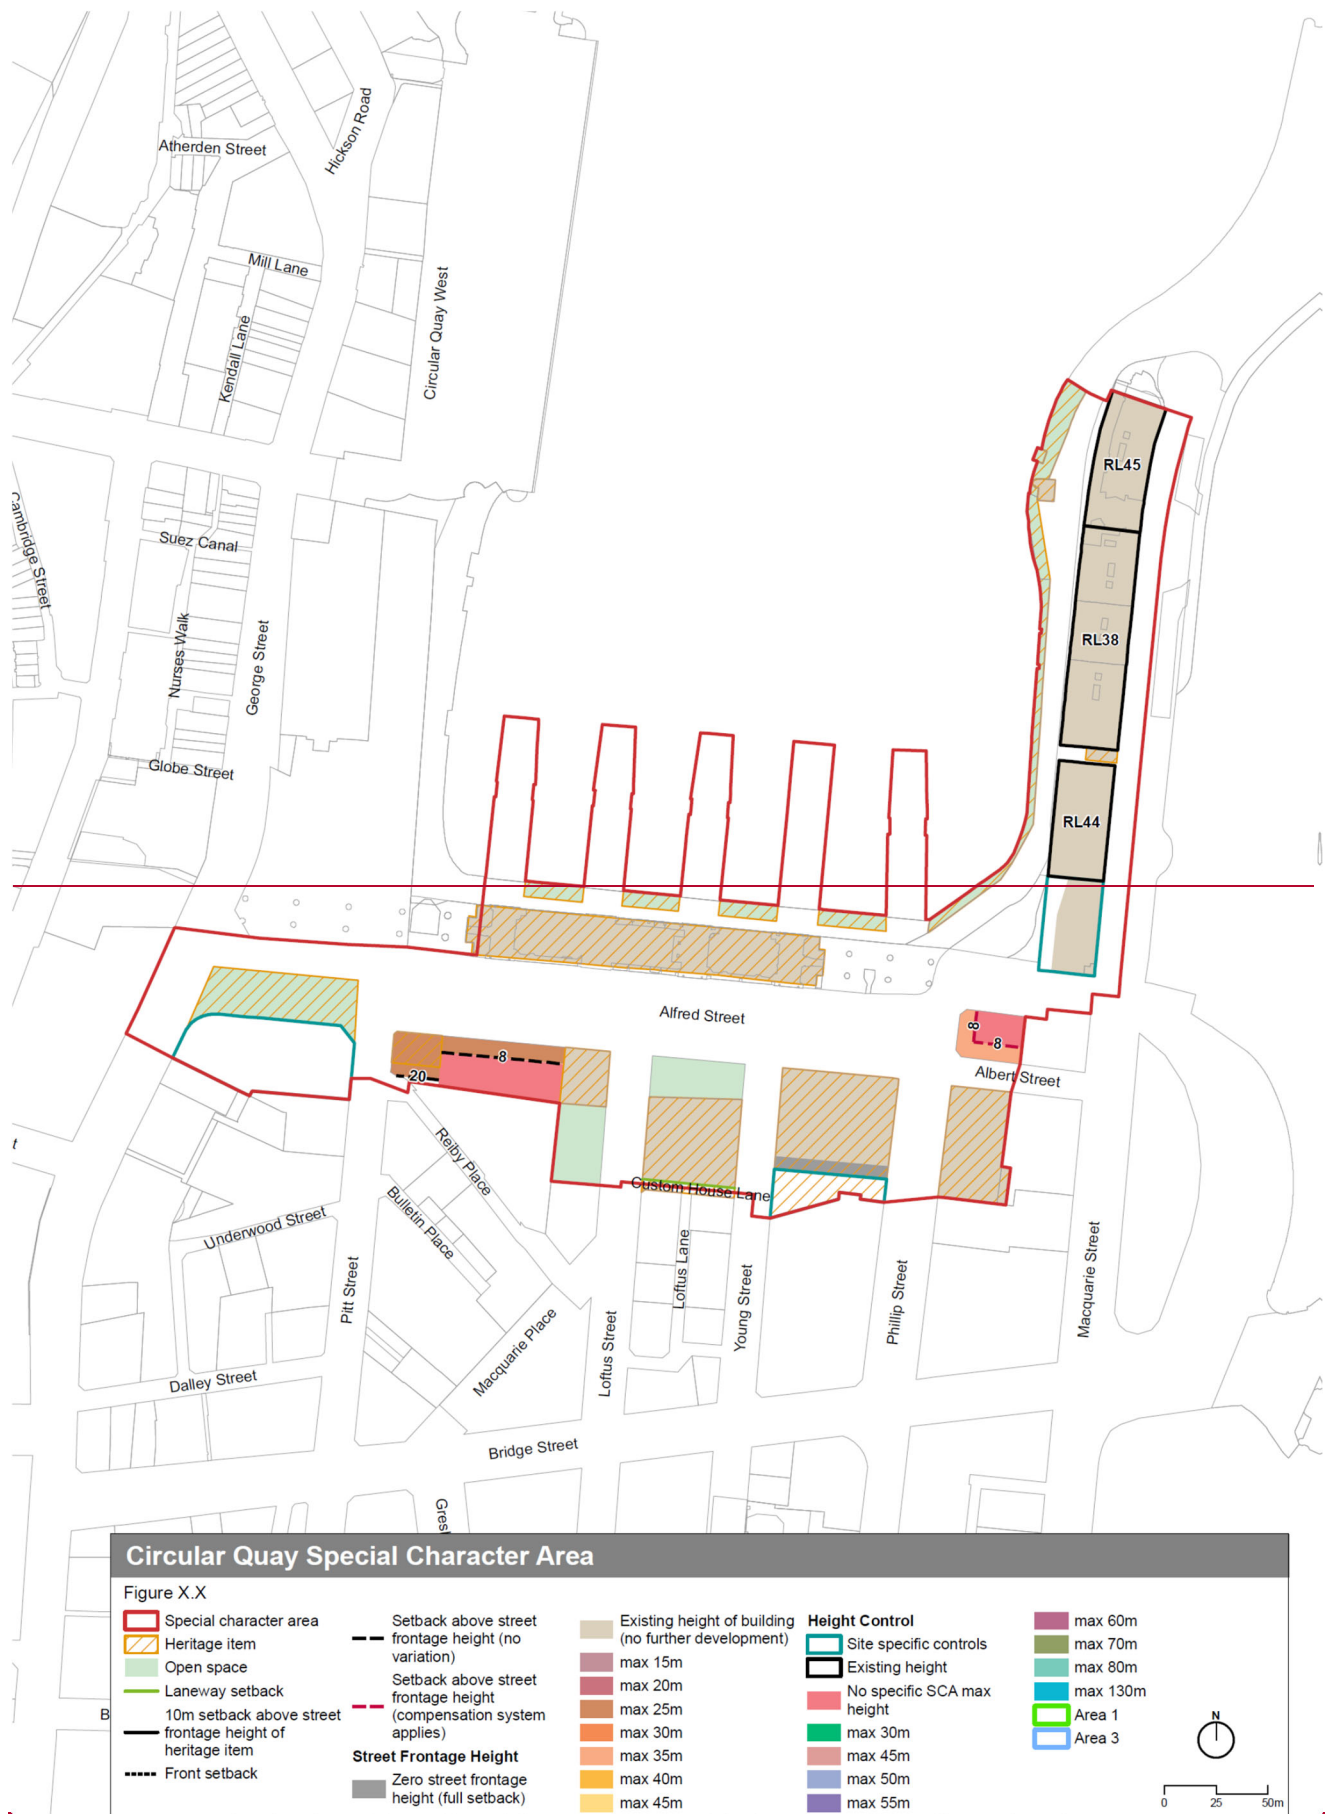 Hickson Road
Atherden Street
Mill Lane
Kendall Lane
Circular Quay West
RL45
Cambridge Street
Suez Canal
Nurses Walk
George Street
RL38
Globe Street
RL44
Alfred Street
8
8
8
20
Albert Street
Reiby Place
Custom House Lane
Bulletin Place
Underwood Street
Loftus Lane
Pitt Street
Young Street
Phillip Street
Macquarie Street
Macquarie Place
Loftus Street
Dalley Street
Bridge Street
Gresh
t
B
Circular Quay Special Character Area
Figure X.X
Special character area
Heritage item
Open space
Laneway setback
10m setback above street
frontage height of
heritage item
Front setback
Setback above street
frontage height (no
variation)
Setback above street
frontage height
(compensation system
applies)
Street Frontage Height
Zero street frontage
height (full setback)
Existing height of building
(no further development)
max 15m
max 20m
max 25m
max 30m
max 35m
max 40m
max 45m
Height Control
Site specific controls
Existing height
No specific SCA max
height
max 30m
max 45m
max 50m
max 55m
max 60m
max 70m
max 80m
max 130m
Area 1
Area 3
N
0 25 50m